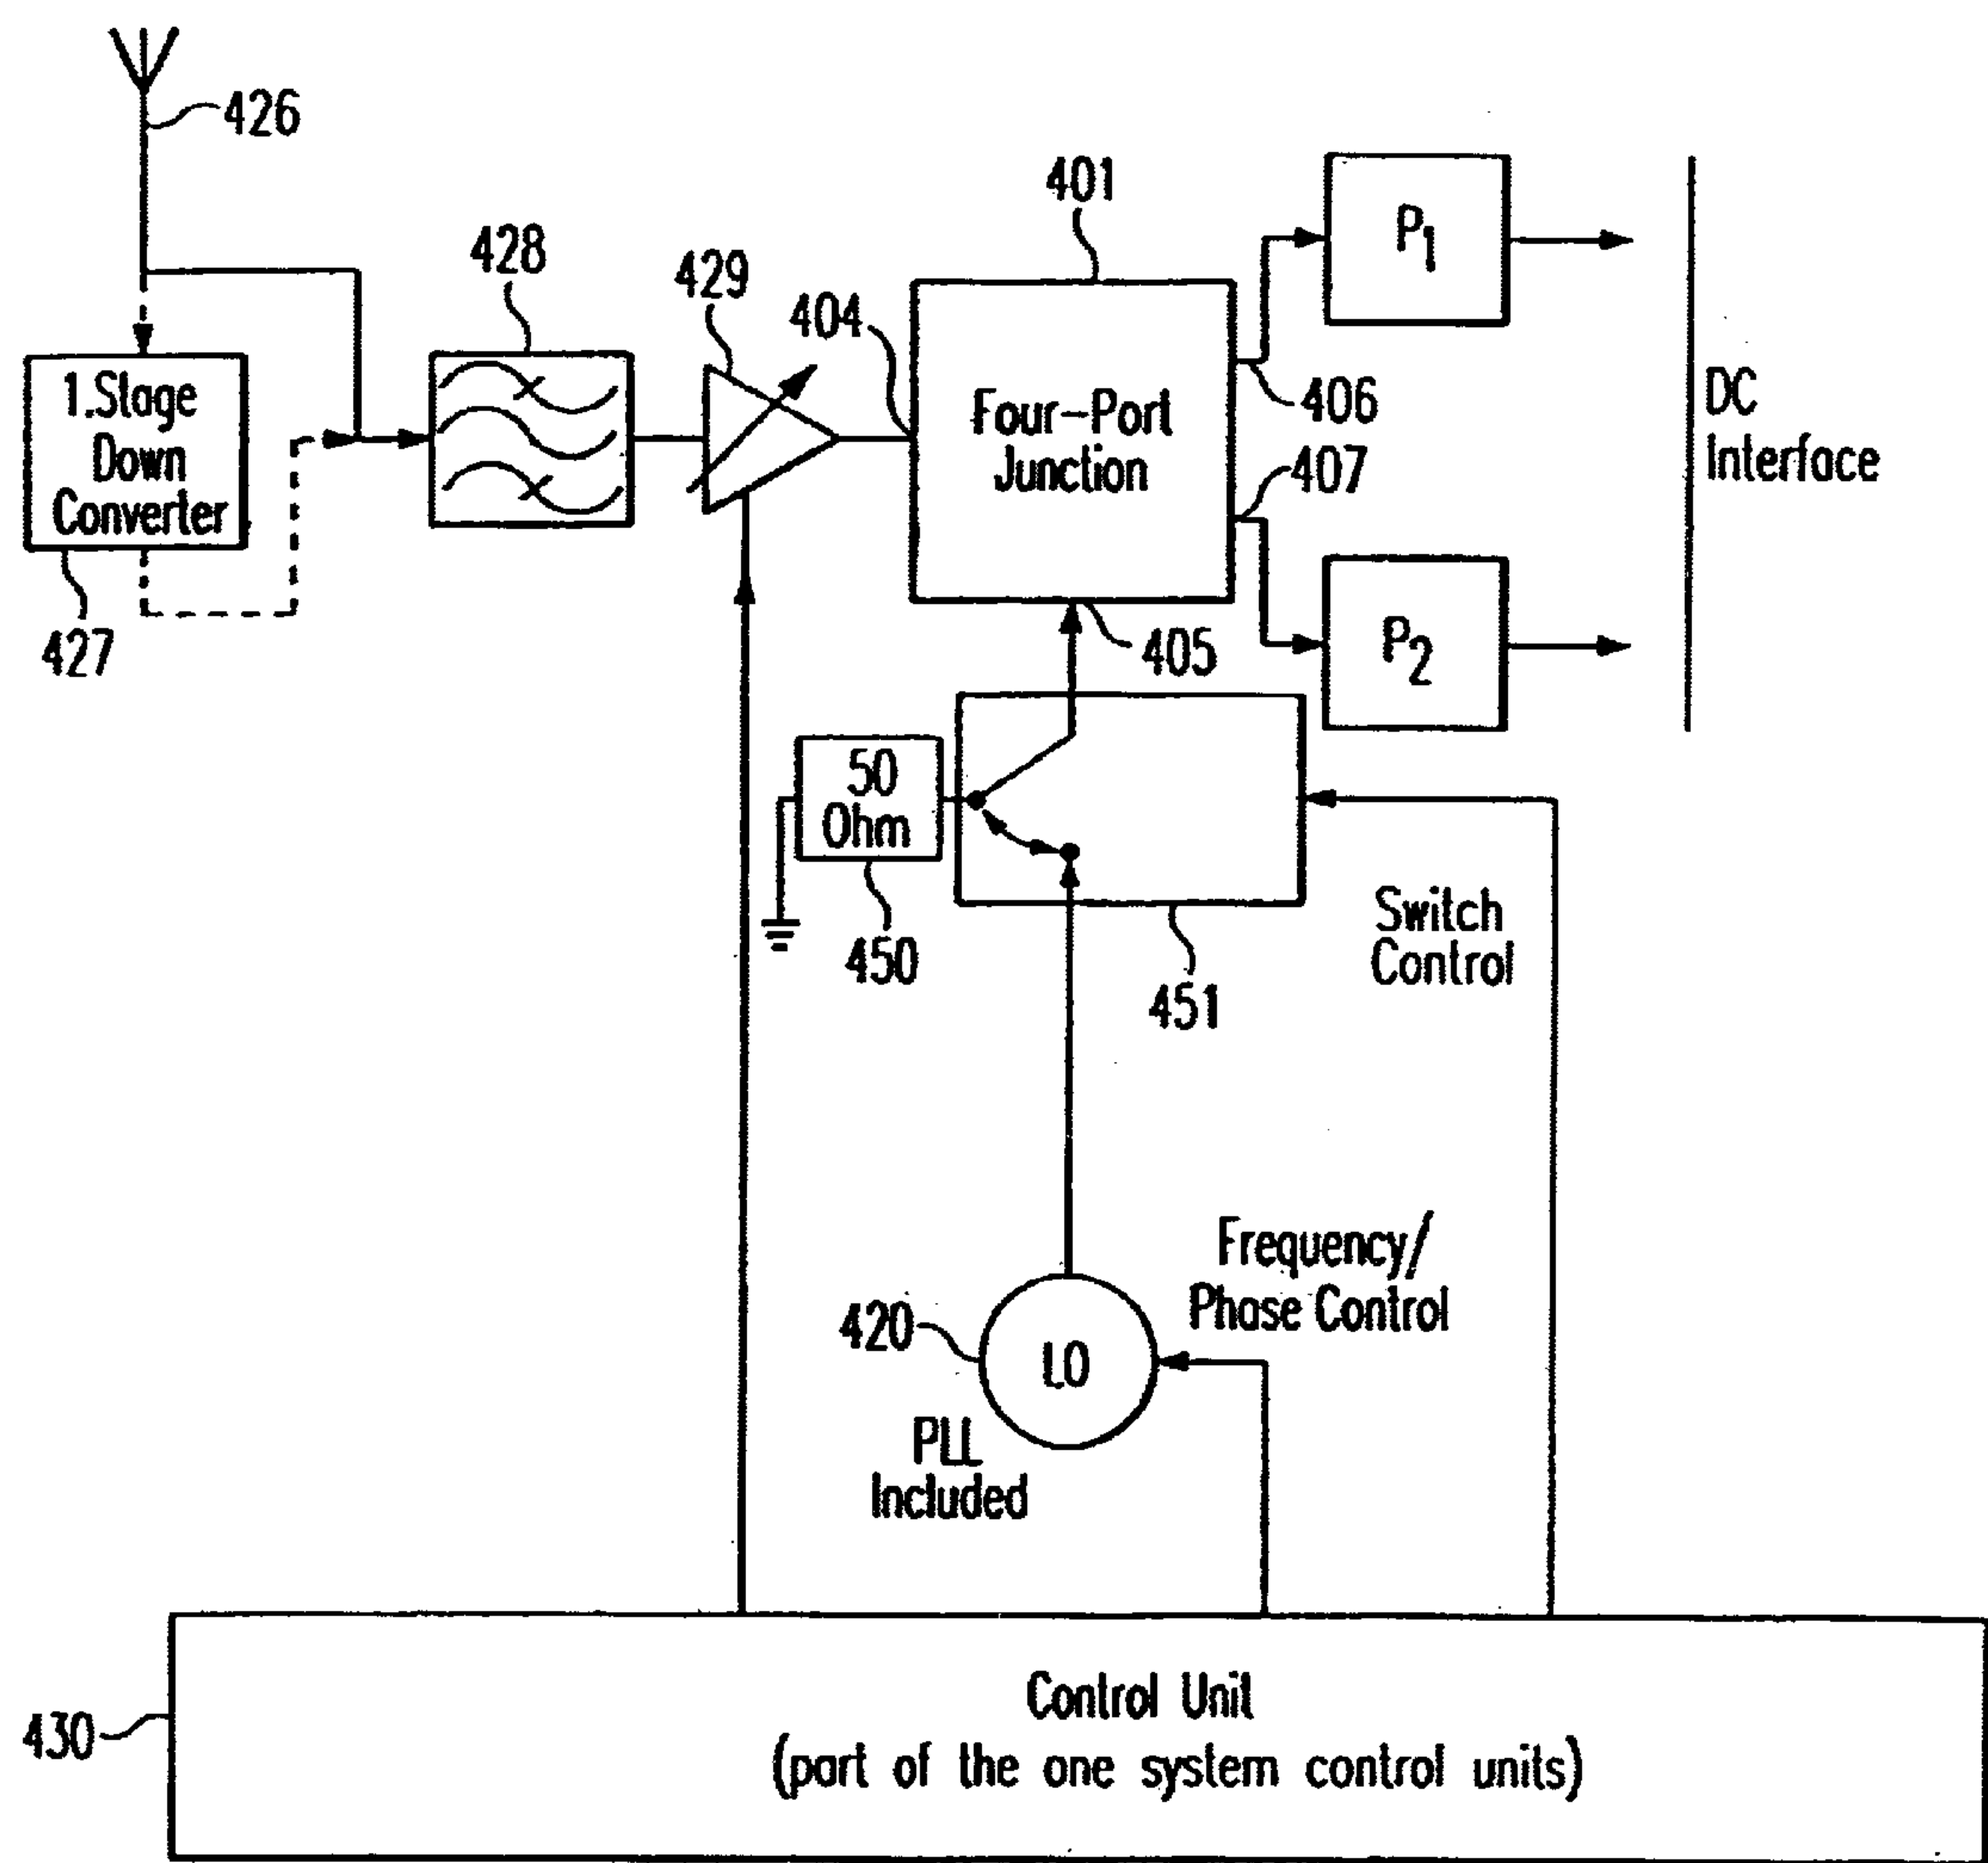 426
401
P1
428
429
404
1.Stage
Down
Converter
Four-Port
Junction
406
407
DC
Interface
427
405
P2
50
Ohm
450
451
Switch
Control
Frequency/
Phase Control
420
LO
PLL
Included
430
Control Unit
(part of the one system control units)